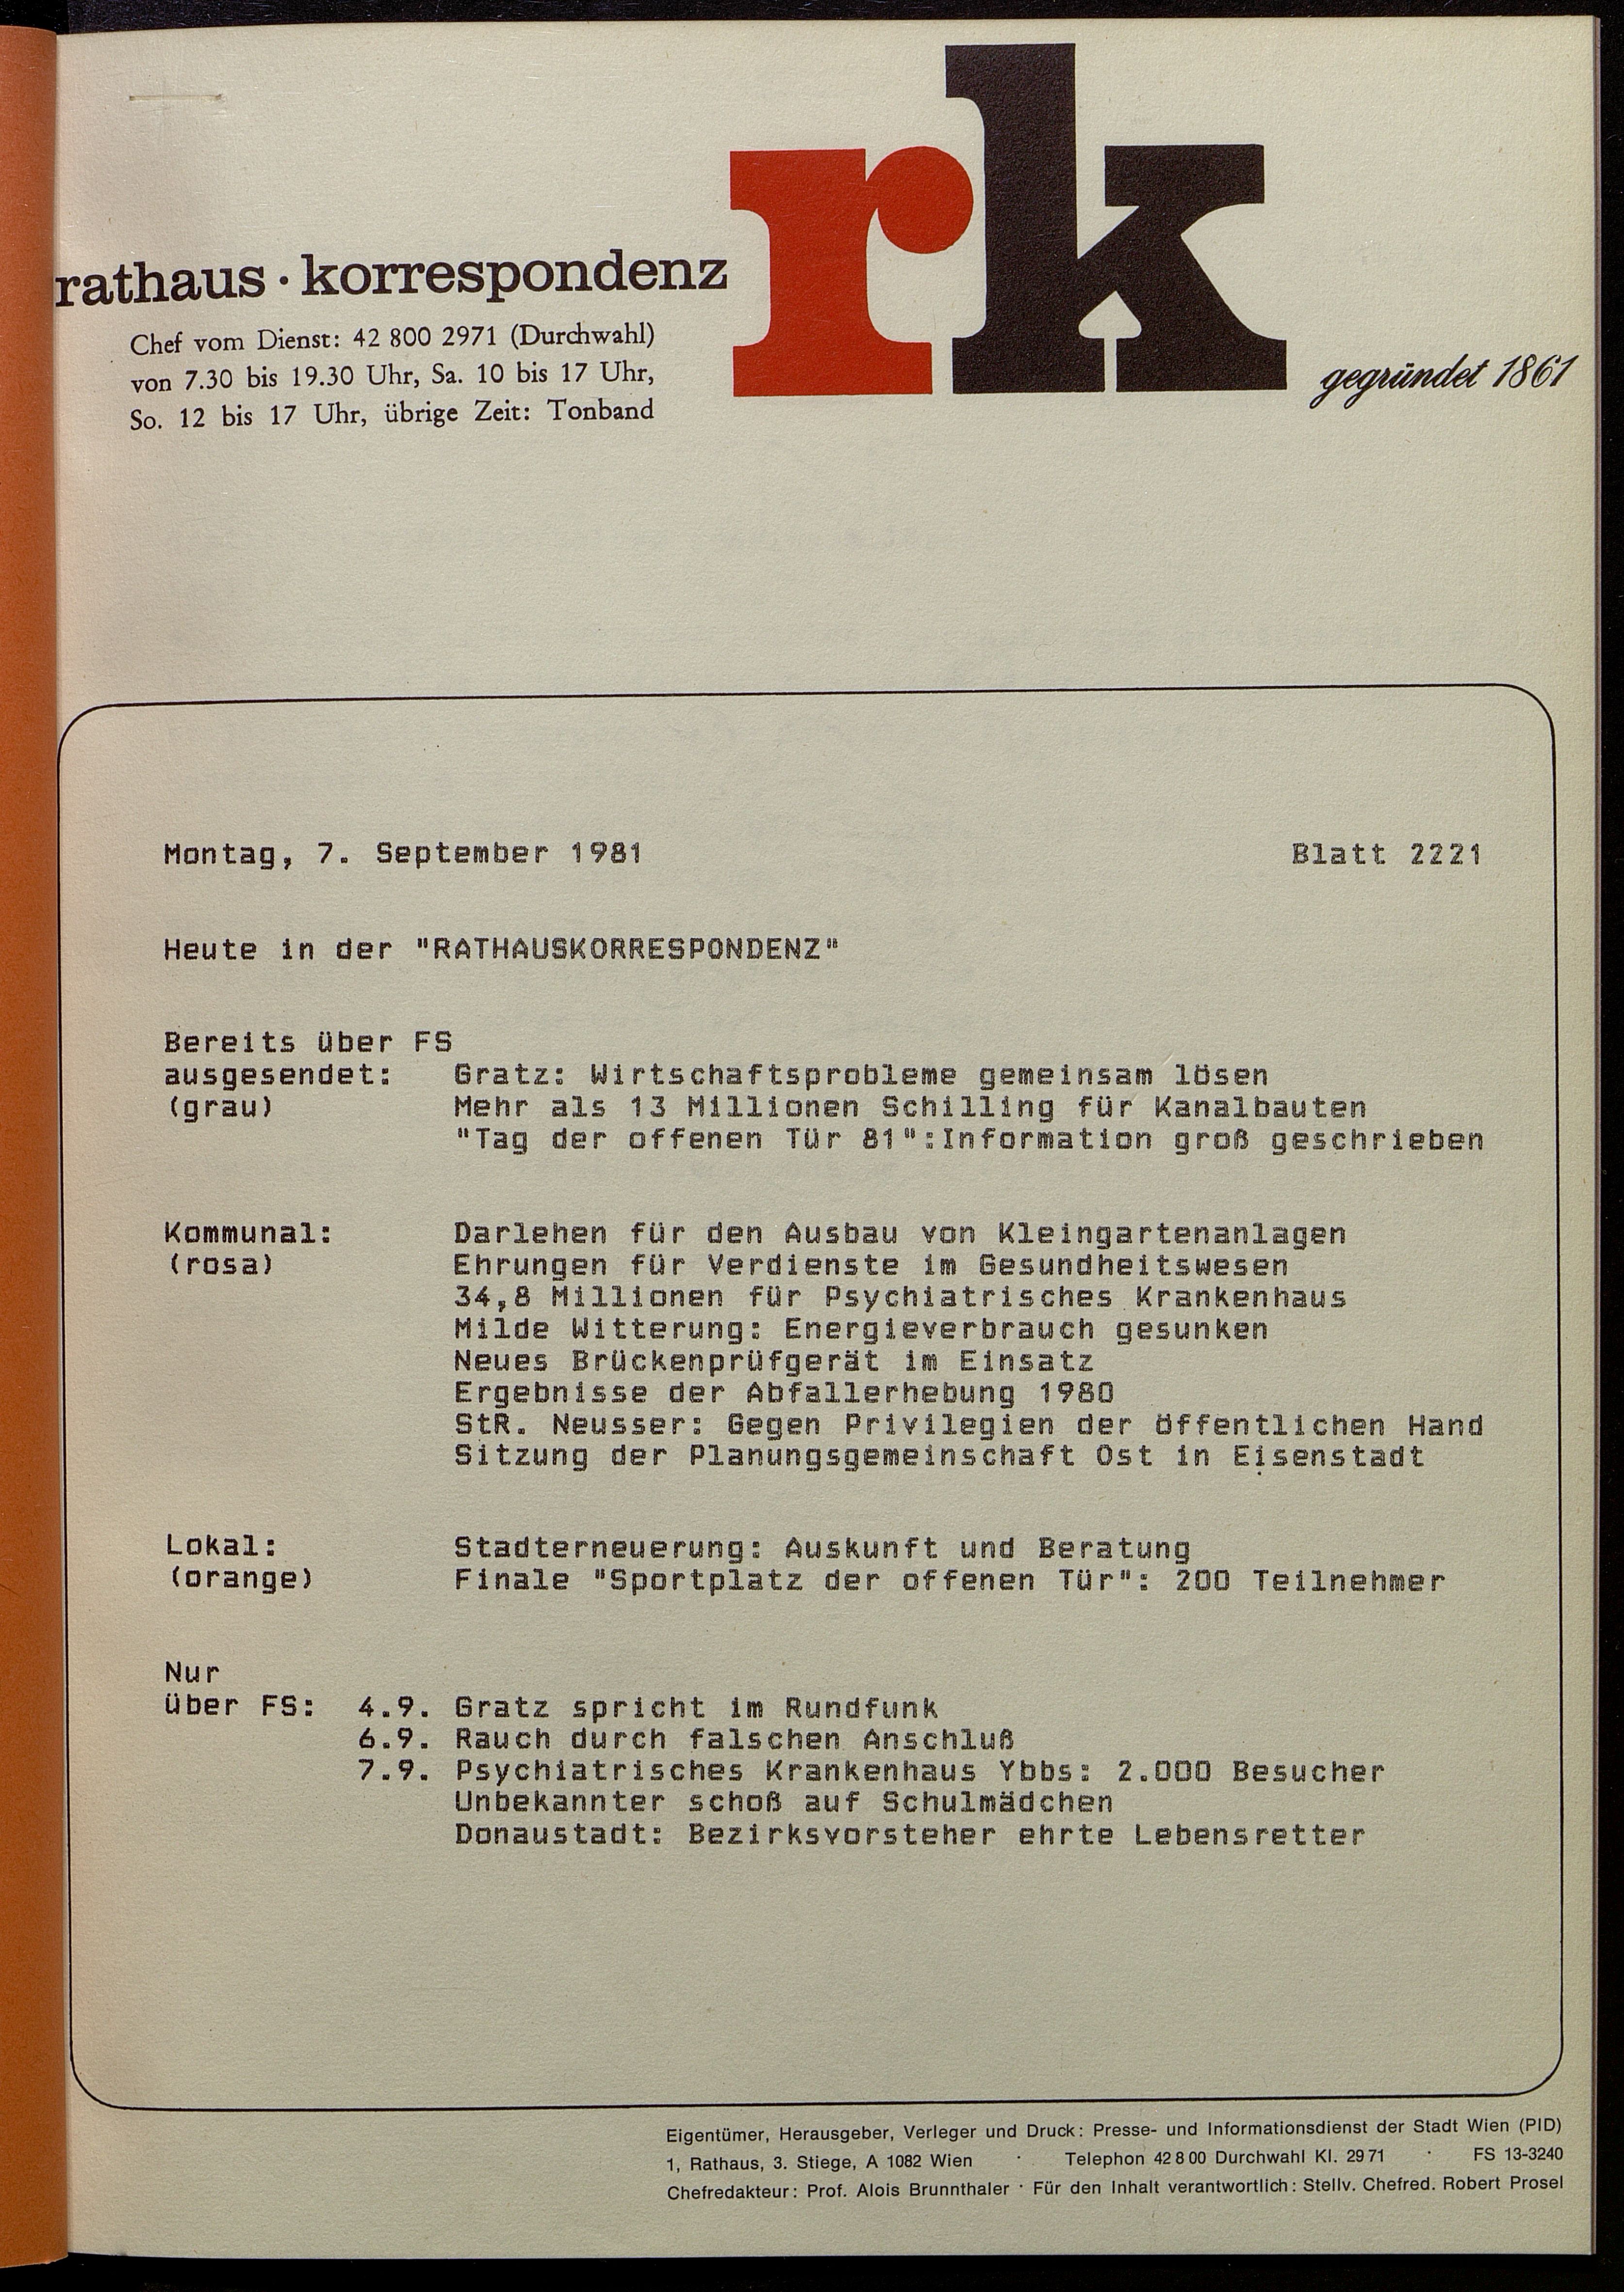 rk
rathaus · korrespondenz
Chef vom Dienst: 42 800 2971 (Durchwahl)
von 7.30 bis 19.30 Uhr, Sa. 10 bis 17 Uhr,
So. 12 bis 17 Uhr, übrige Zeit: Tonband
gegründet 1861
Montag, 7. September 1981 Blatt 2221
Heute in der "RATHAUSKORRESPONDENZ"
Bereits über FS
ausgesendet: Gratz: Wirtschaftsprobleme gemeinsam lösen
(grau) Mehr als 13 Millionen Schilling für Kanalbauten
"Tag der offenen Tür 81":Information groß geschrieben
Kommunal: Darlehen für den Ausbau von Kleingartenanlagen
(rosa) Ehrungen für Verdienste im Gesundheitswesen
34,8 Millionen für Psychiatrisches Krankenhaus
Milde Witterung: Energieverbrauch gesunken
Neues Brückenprüfgerät im Einsatz
Ergebnisse der Abfallerhebung 1980
StR. Neusser: Gegen Privilegien der öffentlichen Hand
Sitzung der Planungsgemeinschaft Ost in Eisenstadt
Lokal: Stadterneuerung: Auskunft und Beratung
(orange) Finale "Sportplatz der offenen Tür": 200 Teilnehmer
Nur
über FS: 4.9. Gratz spricht im Rundfunk
6.9. Rauch durch falschen Anschluß
7.9. Psychiatrisches Krankenhaus Ybbs: 2.000 Besucher
Unbekannter schoß auf Schulmädchen
Donaustadt: Bezirksvorsteher ehrte Lebensretter
Eigentümer, Herausgeber, Verleger und Druck: Presse- und Informationsdienst der Stadt Wien (PID)
1, Rathaus, 3. Stiege, A 1082 Wien · Telephon 42 8 00 Durchwahl Kl. 29 71 · FS 13-3240
Chefredakteur: Prof. Alois Brunnthaler · Für den Inhalt verantwortlich: Stellv. Chefred. Robert Prosel